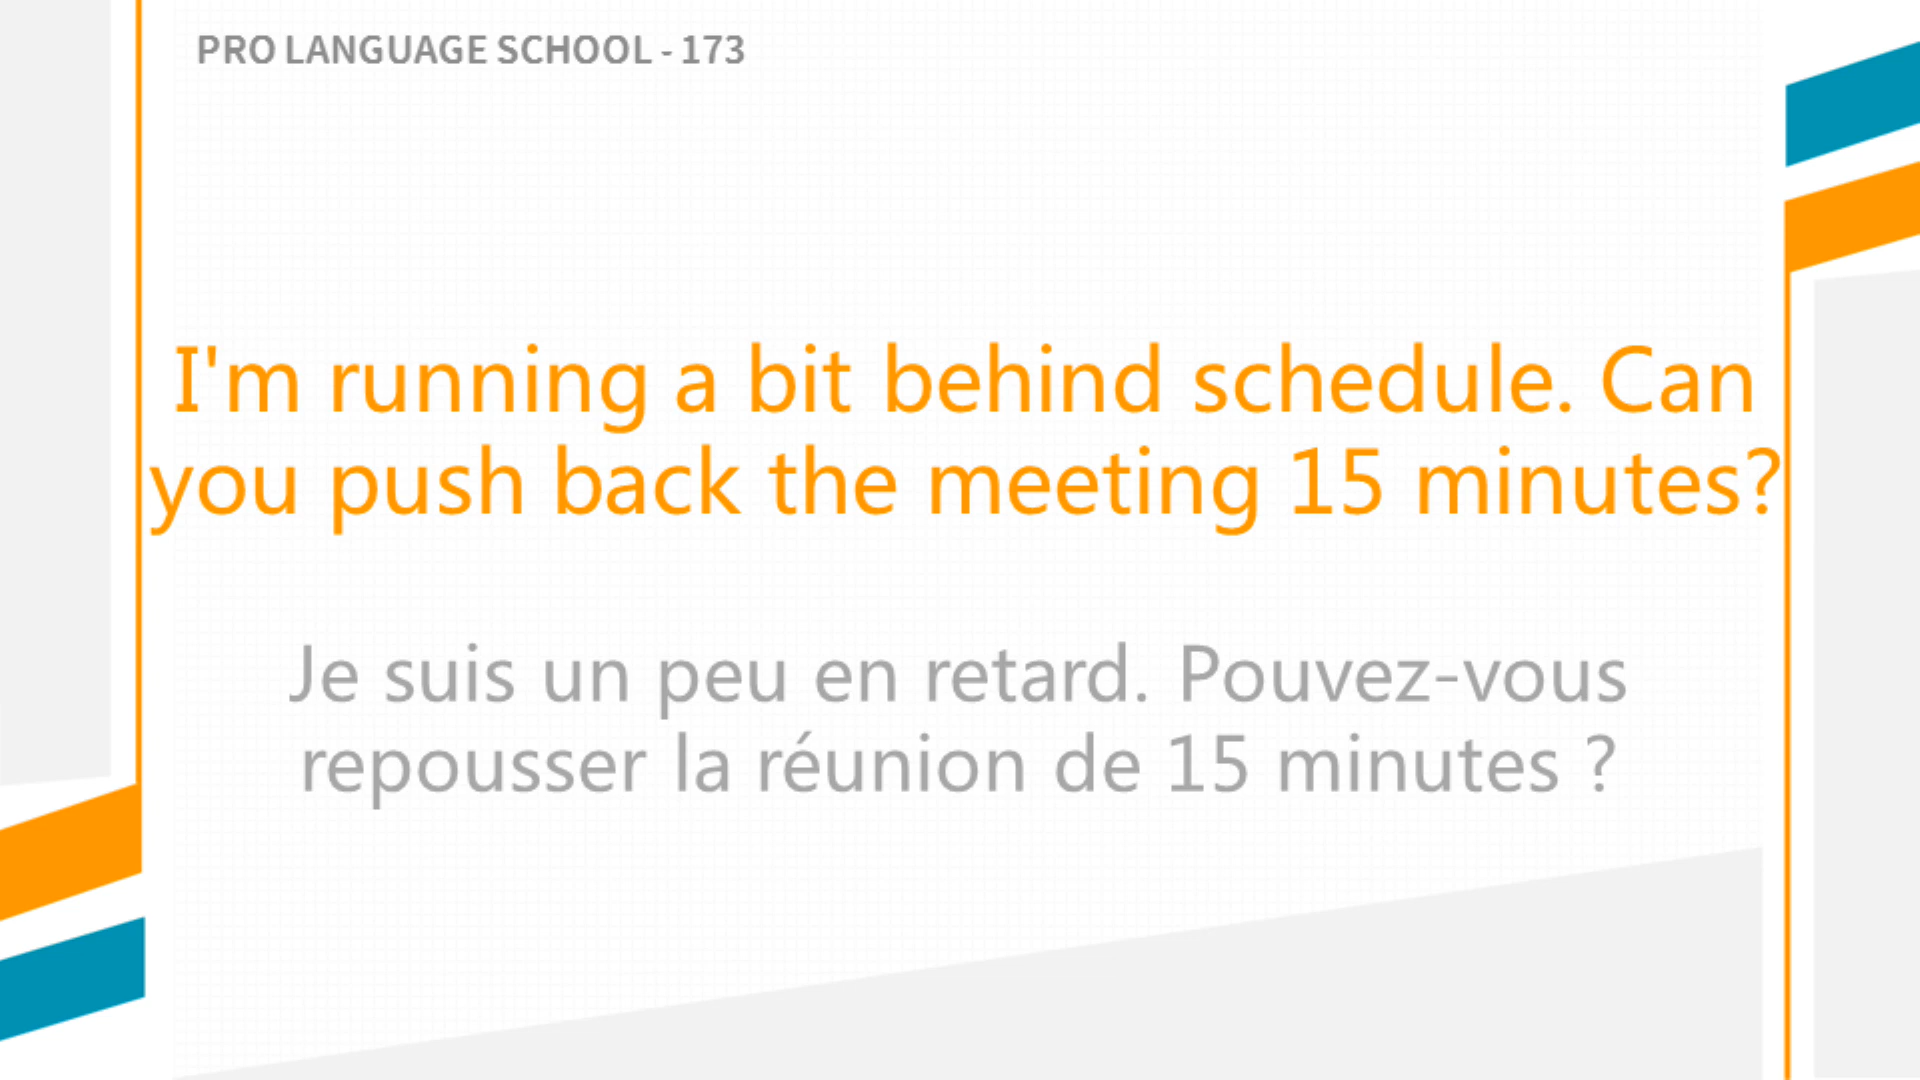 PRO LANGUAGE SCHOOL - 173
I'm running a bit behind schedule. Can
you push back the meeting 15 minutes?
Je suis un peu en retard. Pouvez-vous
repousser la réunion de 15 minutes ?